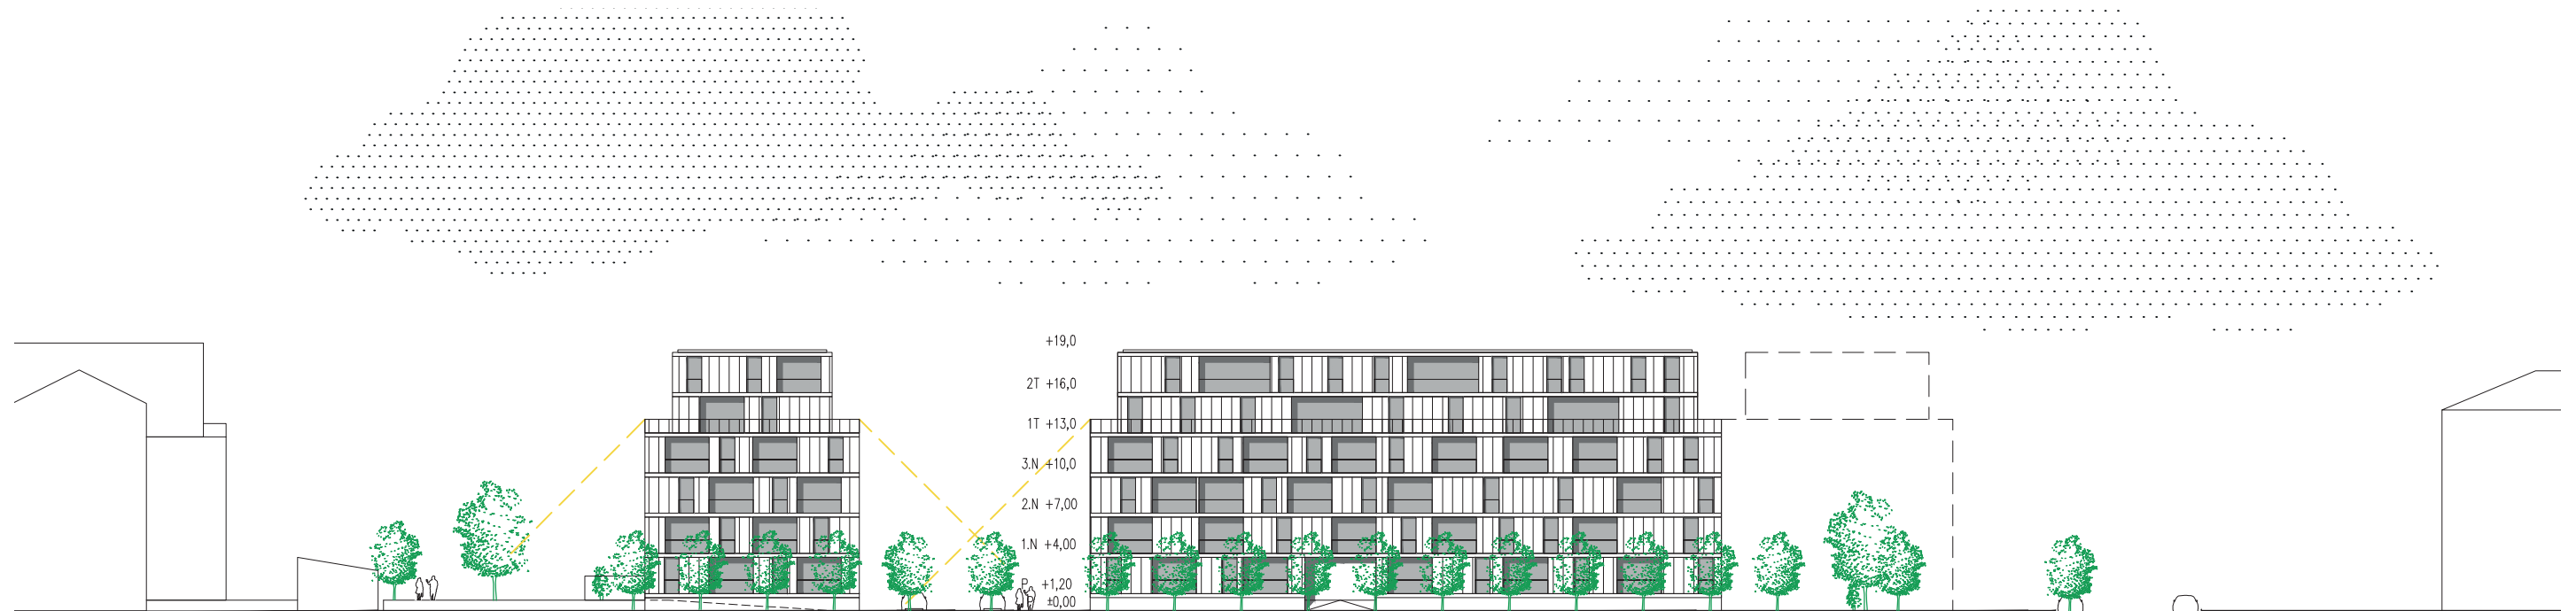 +19,0
2T +16,0
1T +13,0
3.N +10,0
2.N +7,00
1.N +4,00
P +1,20
±0,00